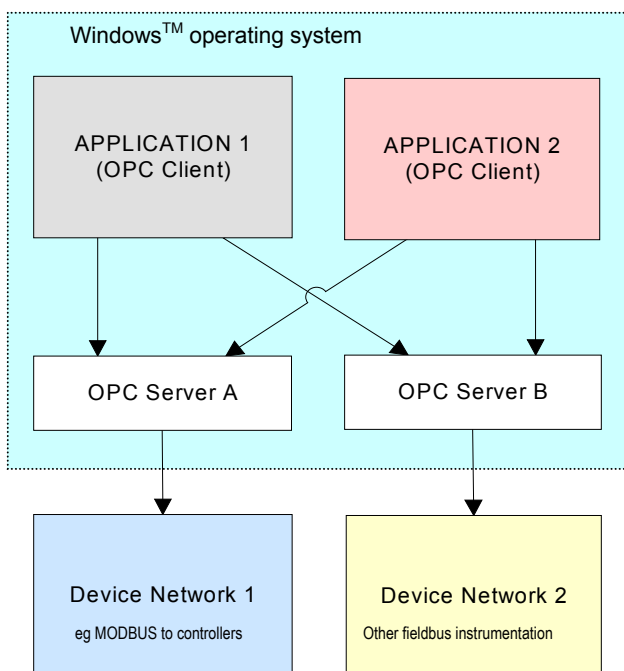 Windows™ operating system
APPLICATION 1
(OPC Client)
APPLICATION 2
(OPC Client)
OPC Server A
OPC Server B
Device Network 1
eg MODBUS to controllers
Device Network 2
Other fieldbus instrumentation